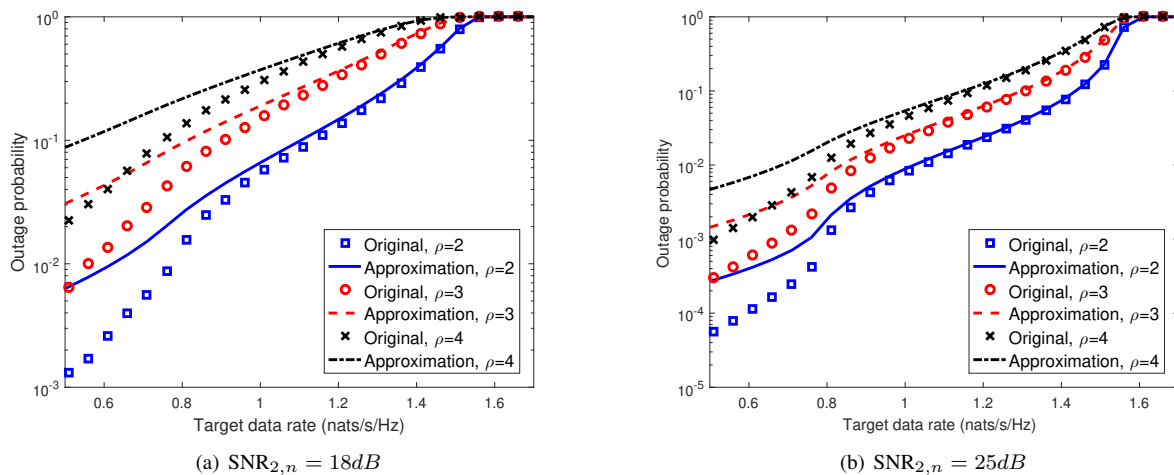 10^0
10^-1
10^-2
10^-3
Outage probability
0.6 0.8 1 1.2 1.4 1.6
Target data rate (nats/s/Hz)
Original, ρ=2
Approximation, ρ=2
Original, ρ=3
Approximation, ρ=3
Original, ρ=4
Approximation, ρ=4
(a) SNR2,n = 18dB
10^0
10^-1
10^-2
10^-3
10^-4
10^-5
Outage probability
0.6 0.8 1 1.2 1.4 1.6
Target data rate (nats/s/Hz)
Original, ρ=2
Approximation, ρ=2
Original, ρ=3
Approximation, ρ=3
Original, ρ=4
Approximation, ρ=4
(b) SNR2,n = 25dB